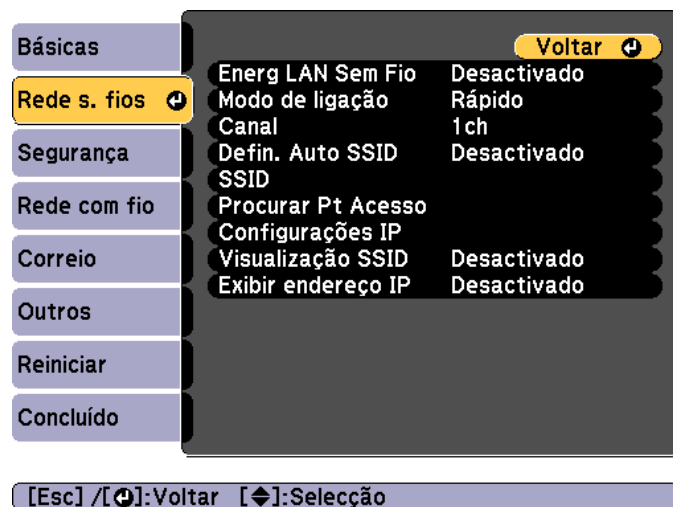 Básicas
Rede s. fios
Segurança
Rede com fio
Correio
Outros
Reiniciar
Concluído
Voltar
Energ LAN Sem Fio Desactivado
Modo de ligação Rápido
Canal 1ch
Defin. Auto SSID Desactivado
SSID
Procurar Pt Acesso
Configurações IP
Visualização SSID Desactivado
Exibir endereço IP Desactivado
[Esc] /[⏎]:Voltar [◆]:Selecção